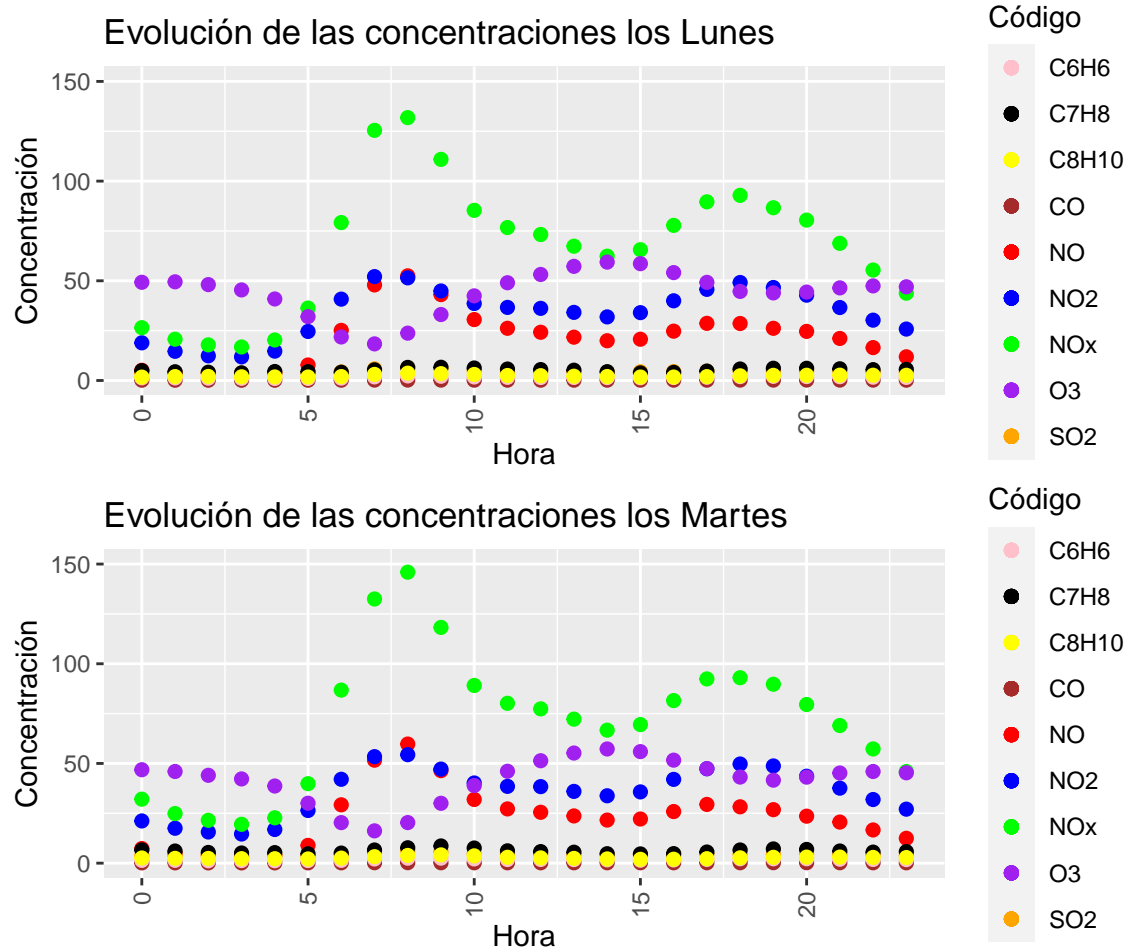 Evolución de las concentraciones los Lunes
Concentración
150
100
50
0
0
5
10
15
20
Hora
Código
C6H6
C7H8
C8H10
CO
NO
NO2
NOx
O3
SO2
Evolución de las concentraciones los Martes
Concentración
150
100
50
0
0
5
10
15
20
Hora
Código
C6H6
C7H8
C8H10
CO
NO
NO2
NOx
O3
SO2